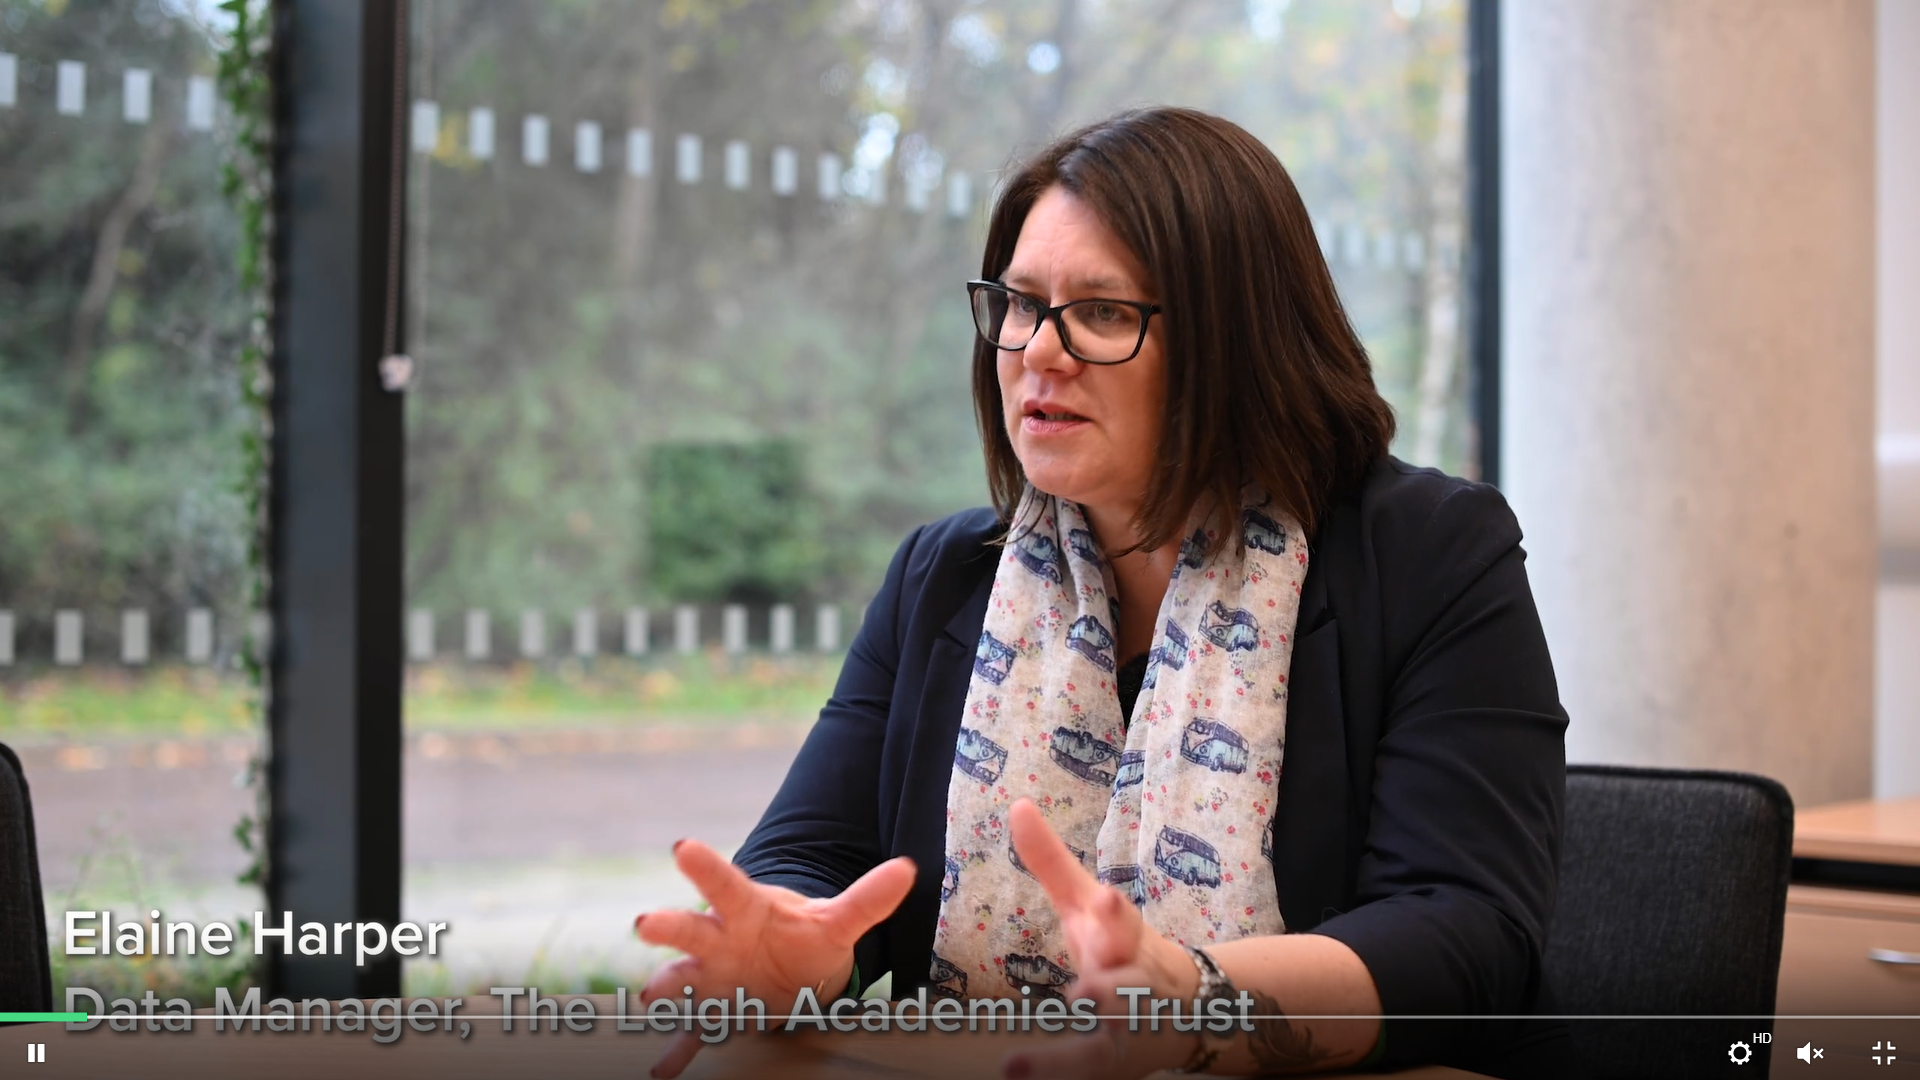 Elaine Harper
Data Manager, The Leigh Academies Trust
HD